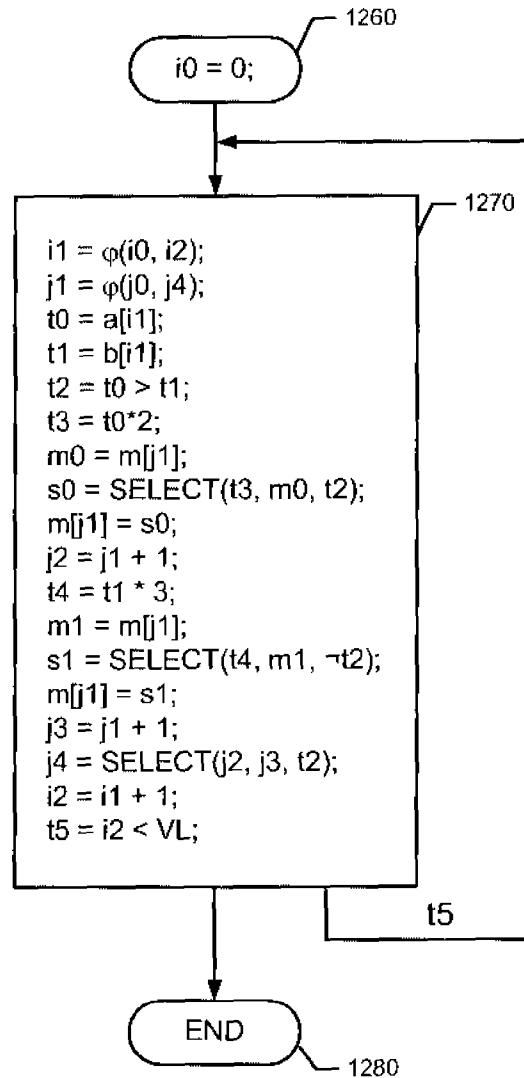 1260
i0 = 0;
1270
i1 = φ(i0, i2);
j1 = φ(j0, j4);
t0 = a[i1];
t1 = b[i1];
t2 = t0 > t1;
t3 = t0*2;
m0 = m[j1];
s0 = SELECT(t3, m0, t2);
m[j1] = s0;
j2 = j1 + 1;
t4 = t1 * 3;
m1 = m[j1];
s1 = SELECT(t4, m1, ¬t2);
m[j1] = s1;
j3 = j1 + 1;
j4 = SELECT(j2, j3, t2);
i2 = i1 + 1;
t5 = i2 < VL;
t5
END
1280